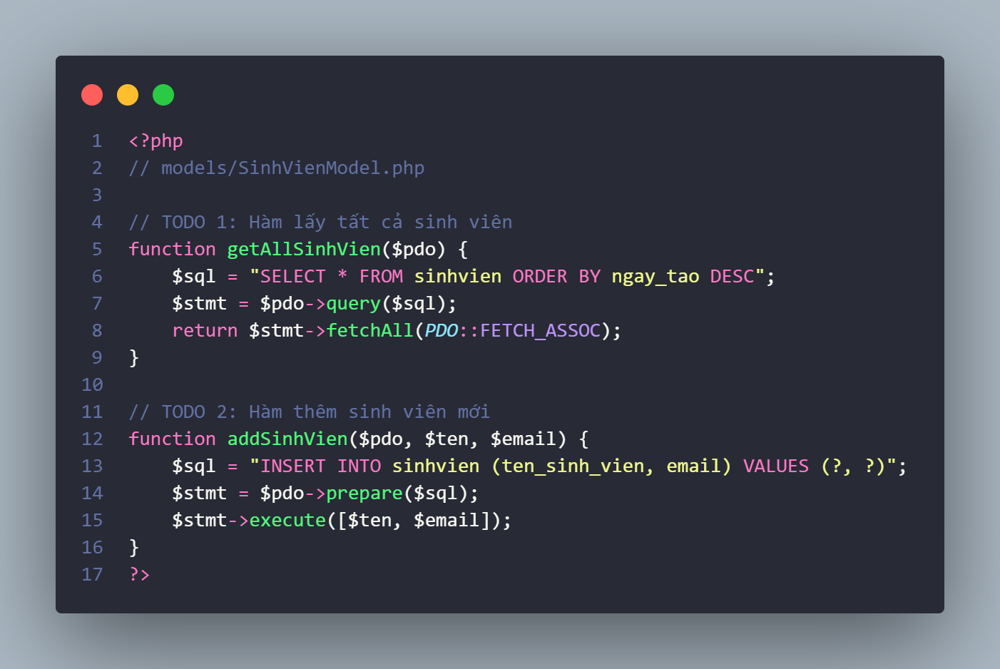 1 <?php
2 // models/SinhVienModel.php
3
4 // TODO 1: Hàm lấy tất cả sinh viên
5 function getAllSinhVien($pdo) {
6     $sql = "SELECT * FROM sinhvien ORDER BY ngay_tao DESC";
7     $stmt = $pdo->query($sql);
8     return $stmt->fetchAll(PDO::FETCH_ASSOC);
9 }
10
11 // TODO 2: Hàm thêm sinh viên mới
12 function addSinhVien($pdo, $ten, $email) {
13     $sql = "INSERT INTO sinhvien (ten_sinh_vien, email) VALUES (?, ?)";
14     $stmt = $pdo->prepare($sql);
15     $stmt->execute([$ten, $email]);
16 }
17 ?>